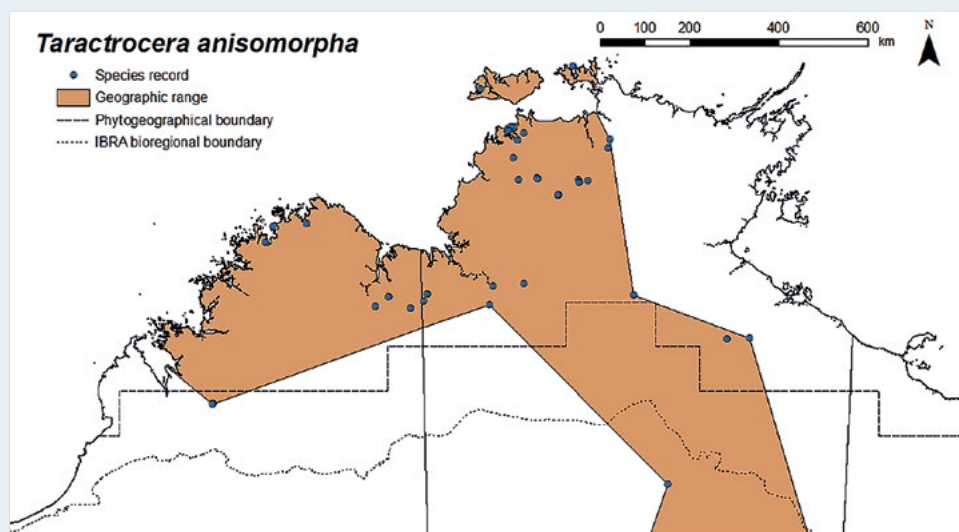 Taractrocera anisomorpha
Species record
Geographic range
Phytogeographical boundary
IBRA bioregional boundary
0 100 200 400 600
km
N